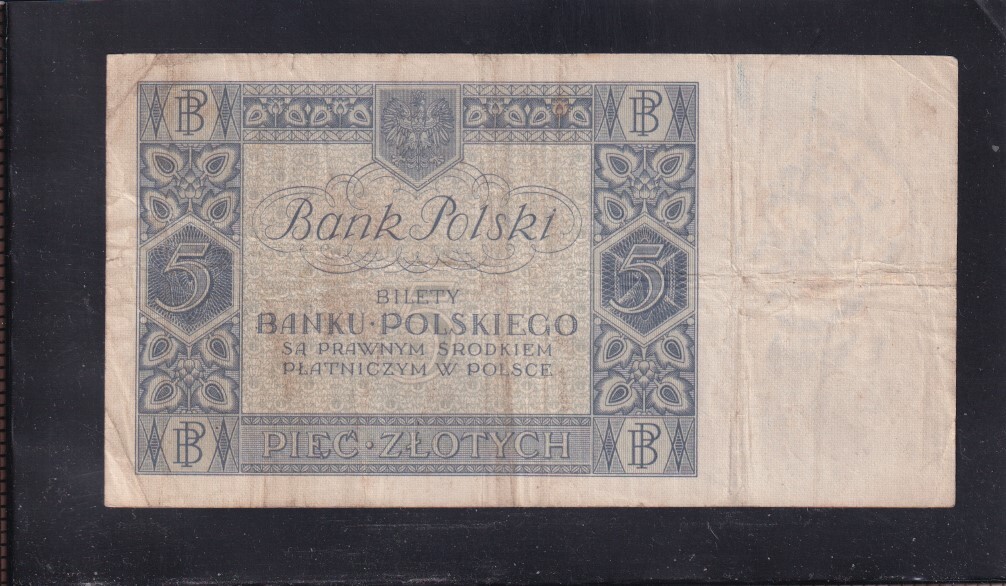 BP BP
Bank Polski
5 5
BILETY
BANKU·POLSKIEGO
SĄ PRAWNYM ŚRODKIEM
PŁATNICZYM W POLSCE
BP PIĘĆ·ZŁOTYCH BP